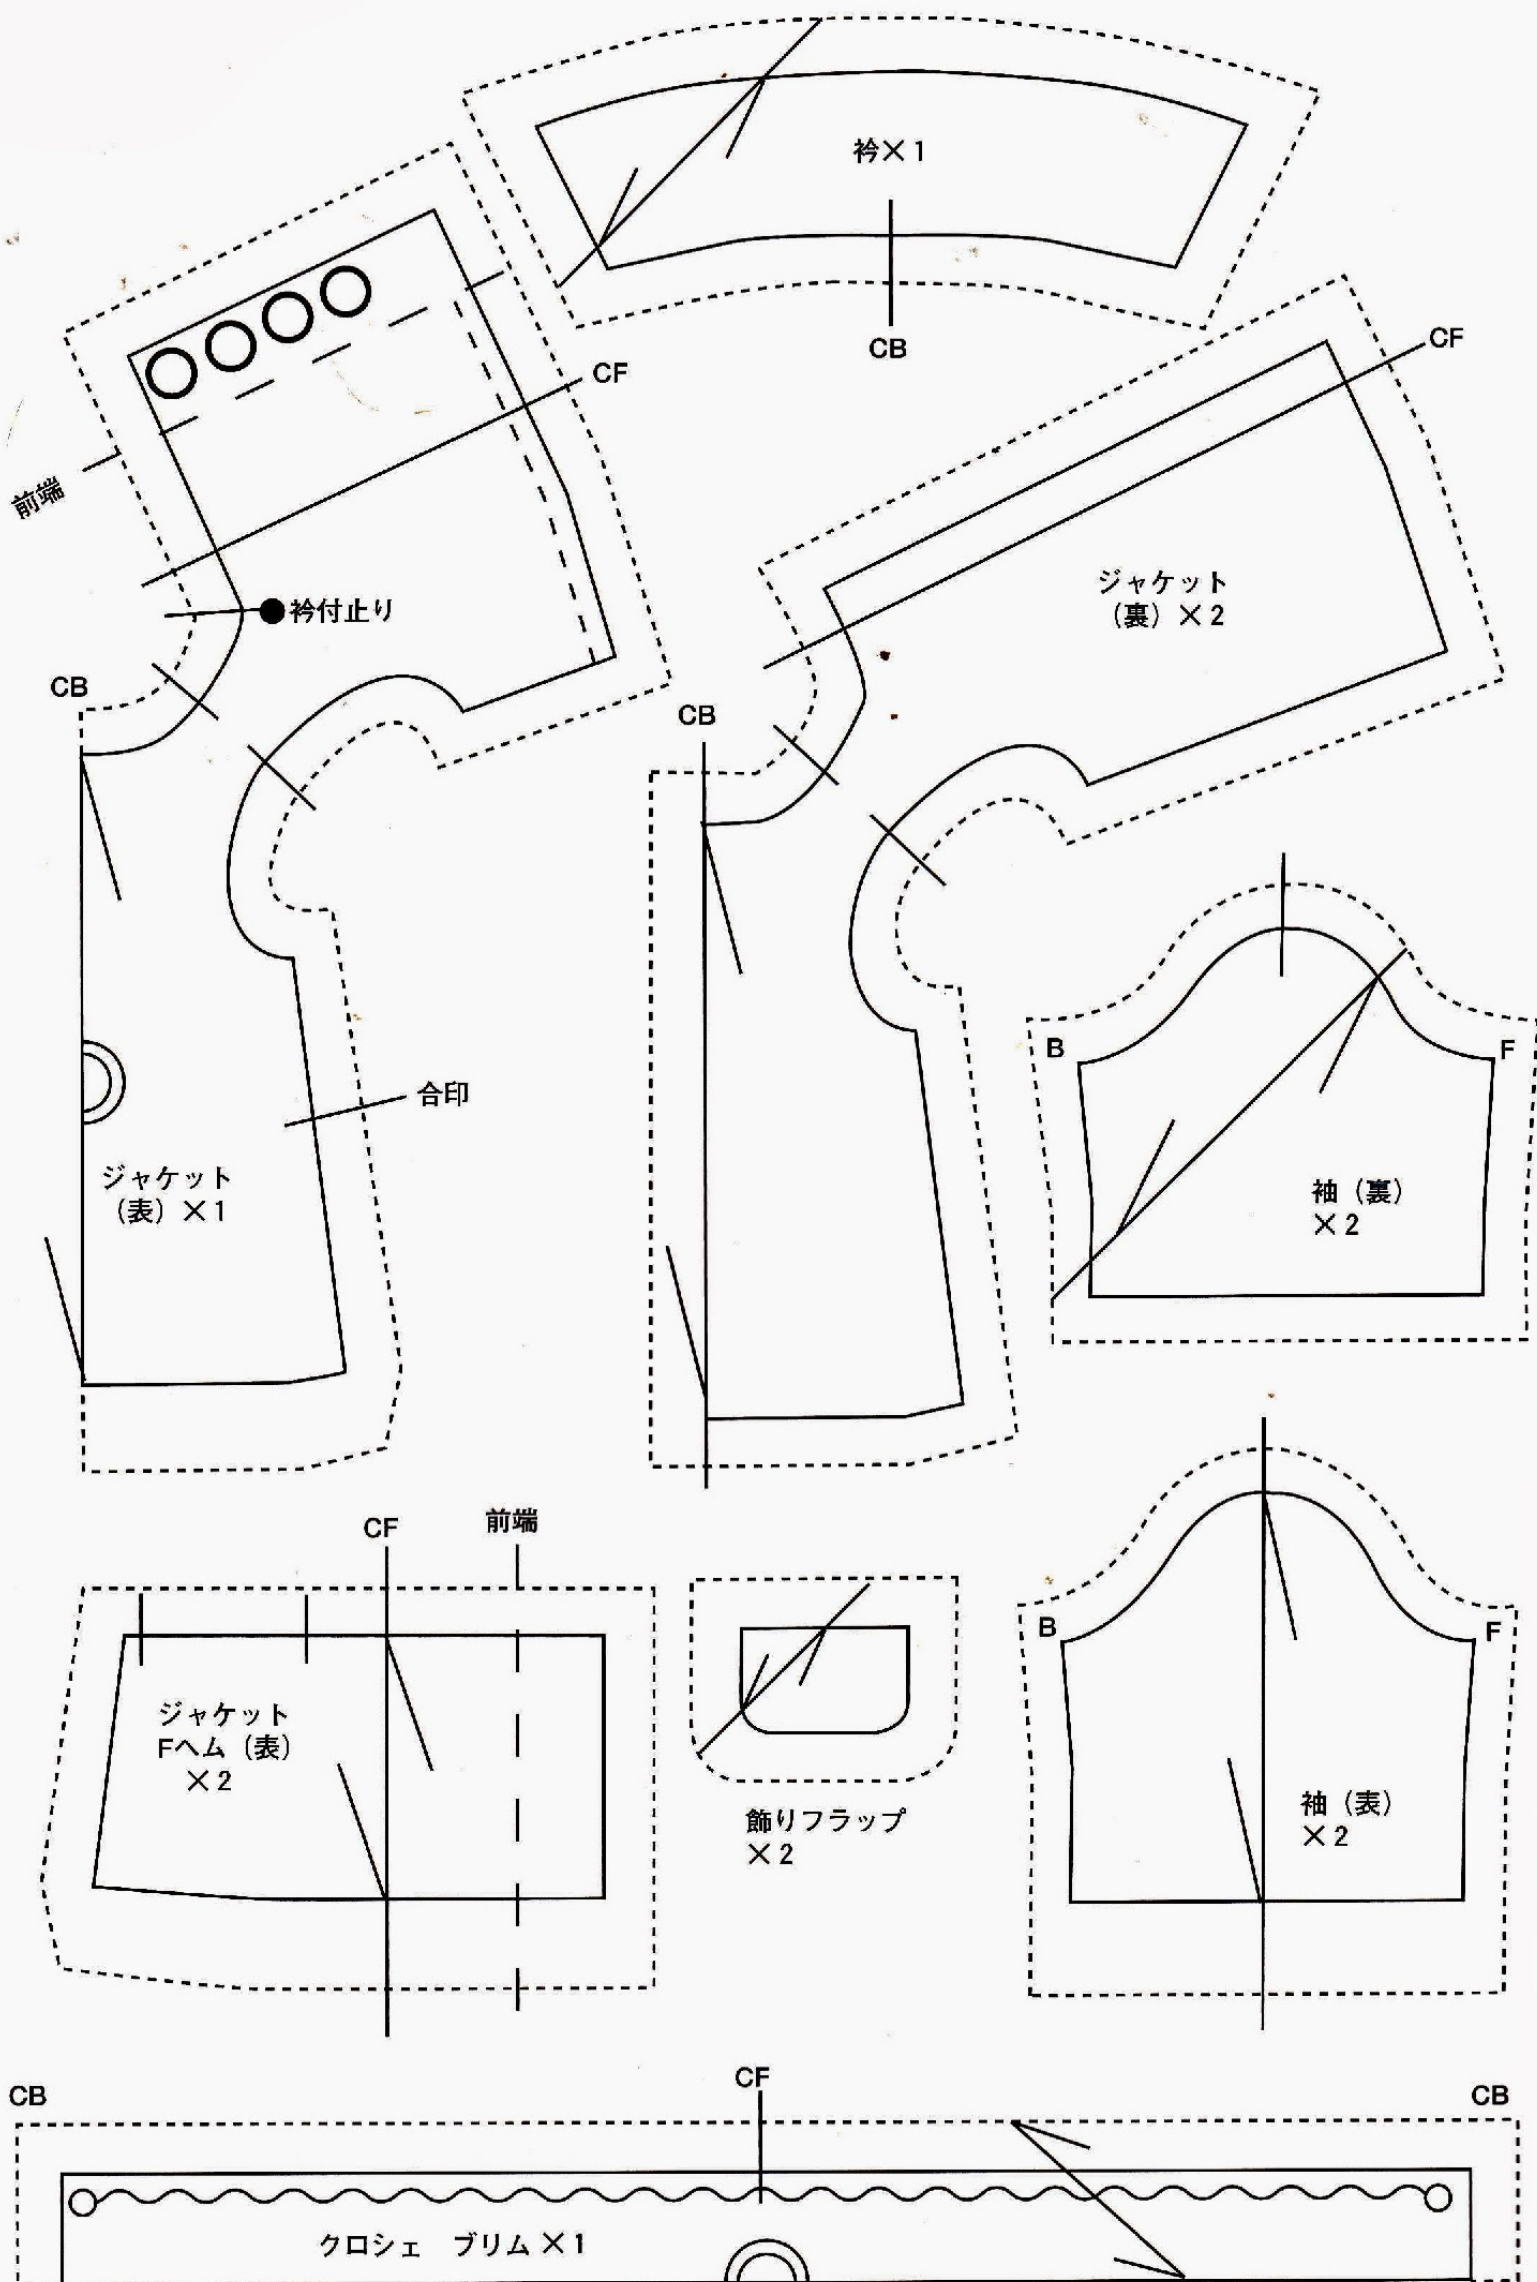 衿×1
CB
CF
前端
衿付止り
CB
合印
ジャケット
（表）×1
CF
CB
ジャケット
（裏）×2
B
F
袖（裏）
×2
CF
前端
ジャケット
Fヘム（表）
×2
飾りフラップ
×2
B
F
袖（表）
×2
CB
CF
CB
クロシェ　ブリム×1